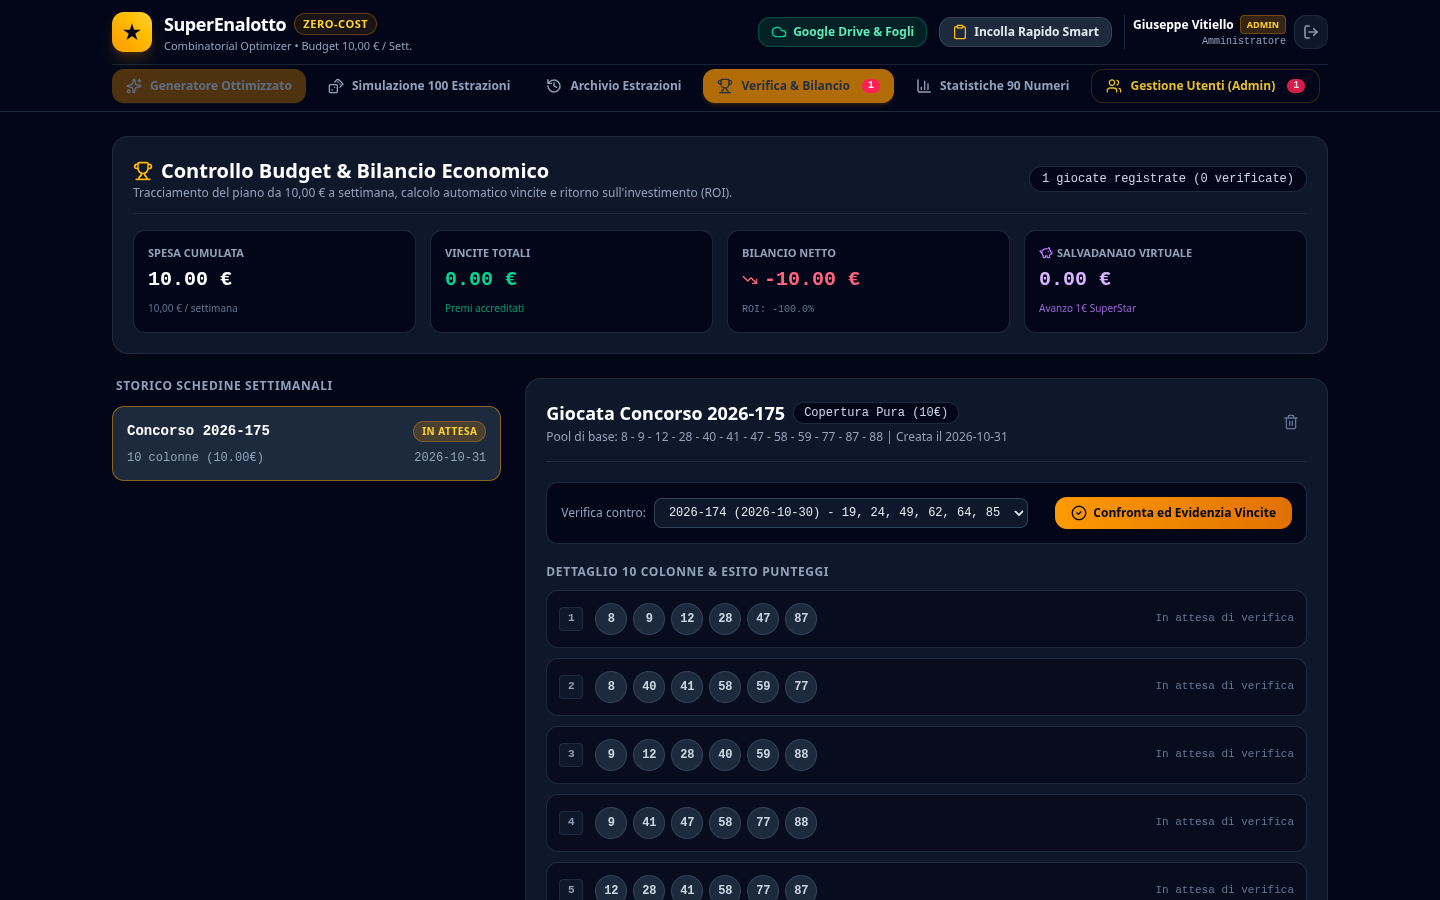 SuperEnalotto ZERO-COST
Combinatorial Optimizer • Budget 10,00 € / Sett.
Google Drive & Fogli
Incolla Rapido Smart
Giuseppe Vitiello ADMIN
Amministratore
Generatore Ottimizzato
Simulazione 100 Estrazioni
Archivio Estrazioni
Verifica & Bilancio 1
Statistiche 90 Numeri
Gestione Utenti (Admin) 1
Controllo Budget & Bilancio Economico
Tracciamento del piano da 10,00 € a settimana, calcolo automatico vincite e ritorno sull'investimento (ROI).
1 giocate registrate (0 verificate)
SPESA CUMULATA
10.00 €
10,00 € / settimana
VINCITE TOTALI
0.00 €
Premi accreditati
BILANCIO NETTO
-10.00 €
ROI: -100.0%
SALVADANAIO VIRTUALE
0.00 €
Avanzo 1€ SuperStar
STORICO SCHEDINE SETTIMANALI
Concorso 2026-175 IN ATTESA
10 colonne (10.00€) 2026-10-31
Giocata Concorso 2026-175 Copertura Pura (10€)
Pool di base: 8 - 9 - 12 - 28 - 40 - 41 - 47 - 58 - 59 - 77 - 87 - 88 | Creata il 2026-10-31
Verifica contro: 2026-174 (2026-10-30) - 19, 24, 49, 62, 64, 85
Confronta ed Evidenzia Vincite
DETTAGLIO 10 COLONNE & ESITO PUNTEGGI
1 8 9 12 28 47 87 In attesa di verifica
2 8 40 41 58 59 77 In attesa di verifica
3 9 12 28 40 59 88 In attesa di verifica
4 9 41 47 58 77 88 In attesa di verifica
5 12 28 41 58 77 87 In attesa di verifica